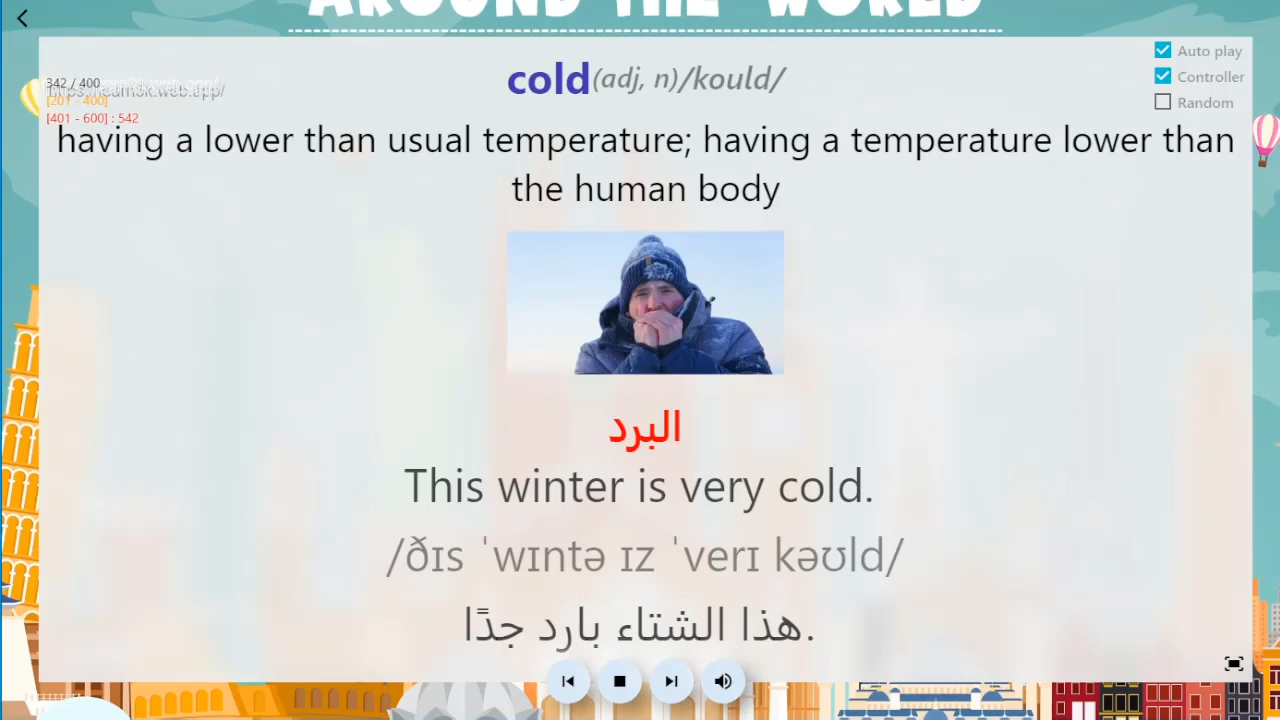 AROUND THE WORLD
Auto play
Controller
Random
342 / 400
[201 - 400]
[401 - 600] : 542
cold(adj, n)/kould/
having a lower than usual temperature; having a temperature lower than
the human body
البرد
This winter is very cold.
/ðɪs ˈwɪntə ɪz ˈverɪ kəʊld/
هذا الشتاء بارد جدًا.